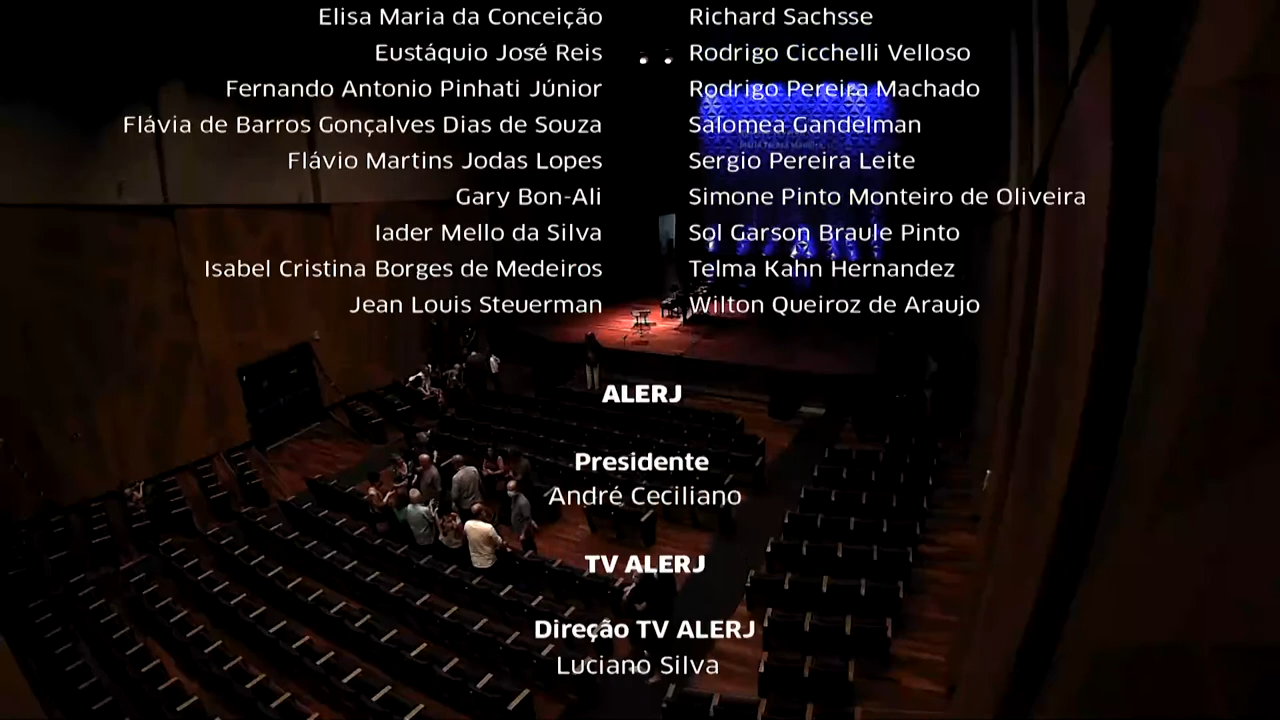 Elisa Maria da Conceição
Eustáquio José Reis
Fernando Antonio Pinhati Júnior
Flávia de Barros Gonçalves Dias de Souza
Flávio Martins Jodas Lopes
Gary Bon-Ali
Iader Mello da Silva
Isabel Cristina Borges de Medeiros
Jean Louis Steuerman
Richard Sachsse
Rodrigo Cicchelli Velloso
Rodrigo Pereira Machado
Salomea Gandelman
Sergio Pereira Leite
Simone Pinto Monteiro de Oliveira
Sol Garson Braule Pinto
Telma Kahn Hernandez
Wilton Queiroz de Araujo
ALERJ
Presidente
André Ceciliano
TV ALERJ
Direção TV ALERJ
Luciano Silva